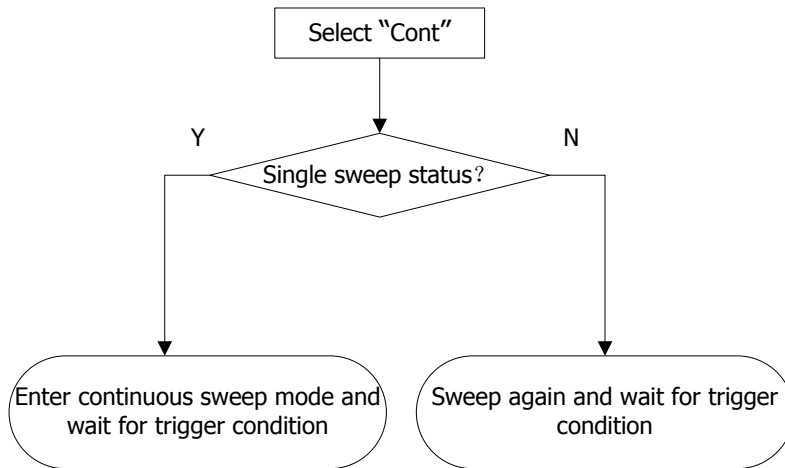 Select “Cont”
Y
N
Single sweep status？
Enter continuous sweep mode and
wait for trigger condition
Sweep again and wait for trigger
condition